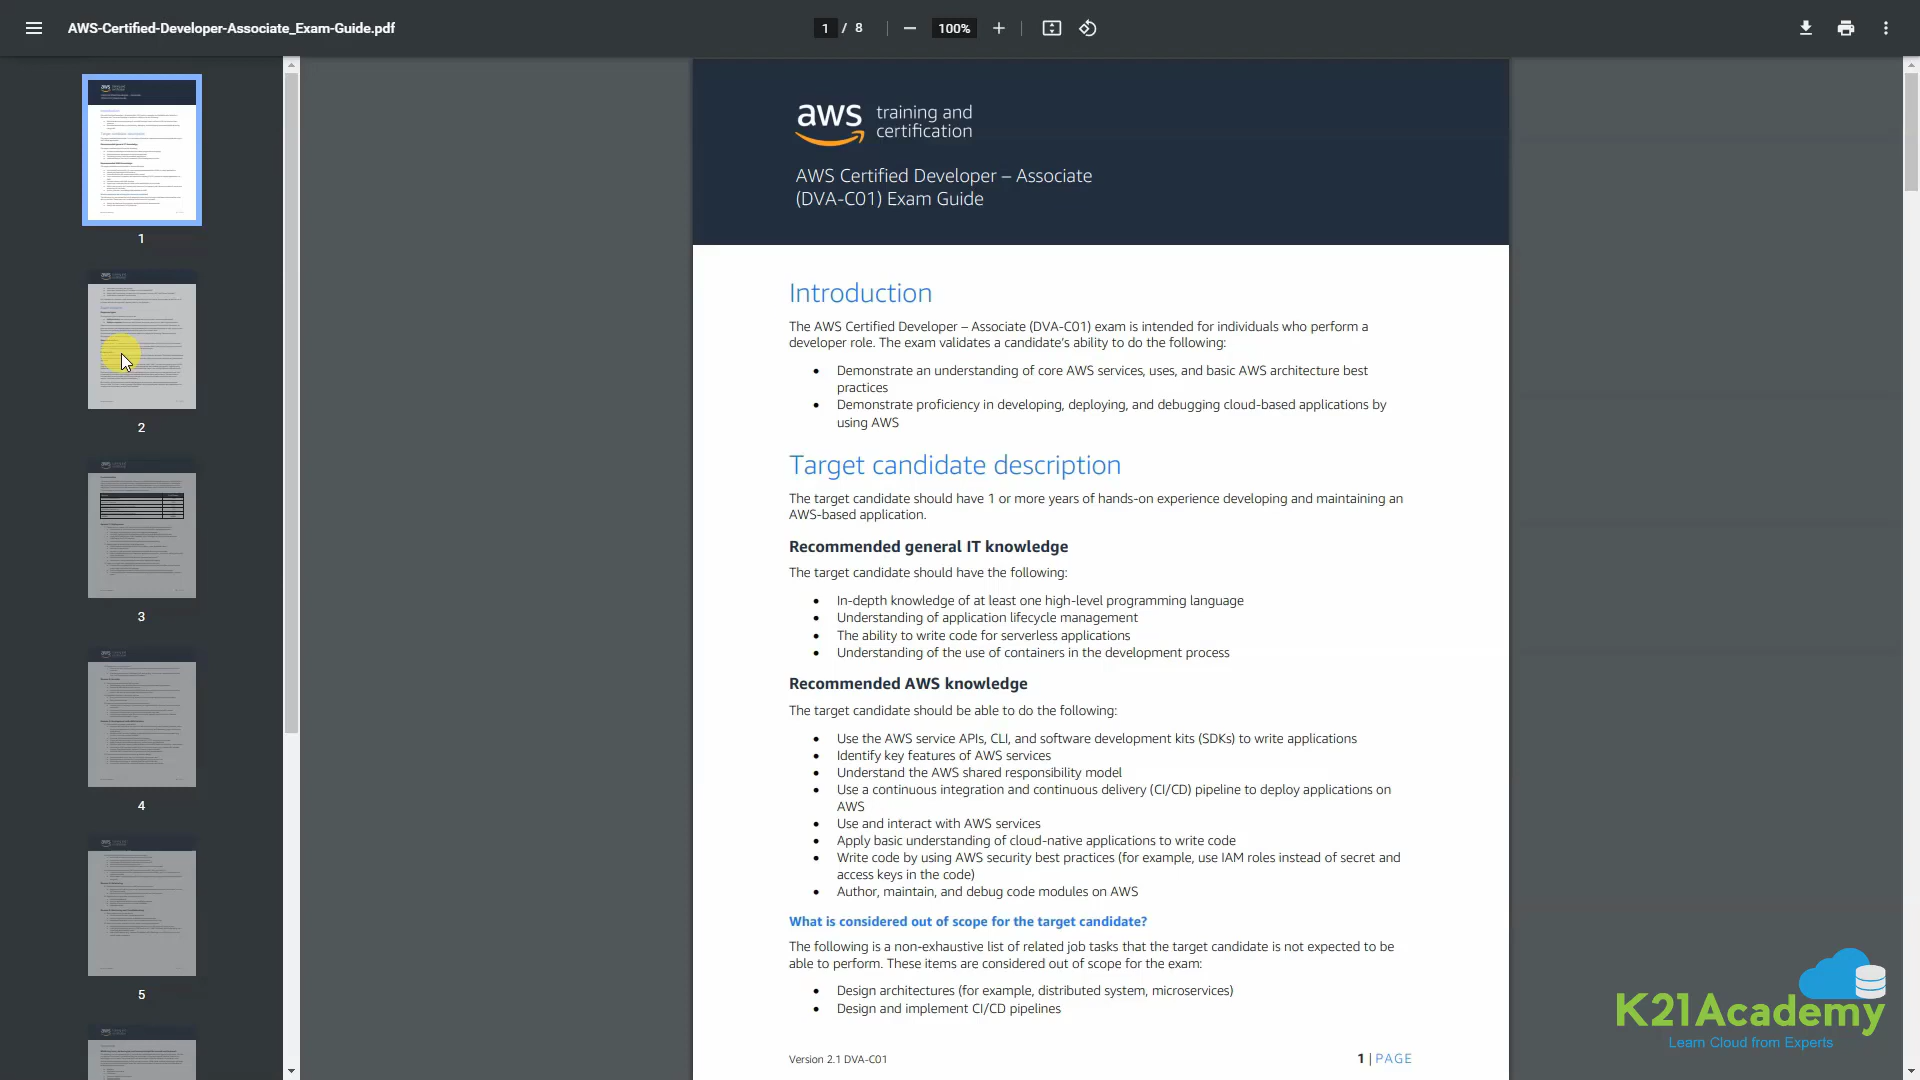 AWS-Certified-Developer-Associate_Exam-Guide.pdf
1 / 8
100%
1
2
3
4
5
aws training and
certification
AWS Certified Developer – Associate
(DVA-C01) Exam Guide
Introduction
The AWS Certified Developer – Associate (DVA-C01) exam is intended for individuals who perform a
developer role. The exam validates a candidate's ability to do the following:
• Demonstrate an understanding of core AWS services, uses, and basic AWS architecture best
practices
• Demonstrate proficiency in developing, deploying, and debugging cloud-based applications by
using AWS
Target candidate description
The target candidate should have 1 or more years of hands-on experience developing and maintaining an
AWS-based application.
Recommended general IT knowledge
The target candidate should have the following:
• In-depth knowledge of at least one high-level programming language
• Understanding of application lifecycle management
• The ability to write code for serverless applications
• Understanding of the use of containers in the development process
Recommended AWS knowledge
The target candidate should be able to do the following:
• Use the AWS service APIs, CLI, and software development kits (SDKs) to write applications
• Identify key features of AWS services
• Understand the AWS shared responsibility model
• Use a continuous integration and continuous delivery (CI/CD) pipeline to deploy applications on
AWS
• Use and interact with AWS services
• Apply basic understanding of cloud-native applications to write code
• Write code by using AWS security best practices (for example, use IAM roles instead of secret and
access keys in the code)
• Author, maintain, and debug code modules on AWS
What is considered out of scope for the target candidate?
The following is a non-exhaustive list of related job tasks that the target candidate is not expected to be
able to perform. These items are considered out of scope for the exam:
• Design architectures (for example, distributed system, microservices)
• Design and implement CI/CD pipelines
Version 2.1 DVA-C01
1 | PAGE
K21Academy
Learn Cloud from Experts